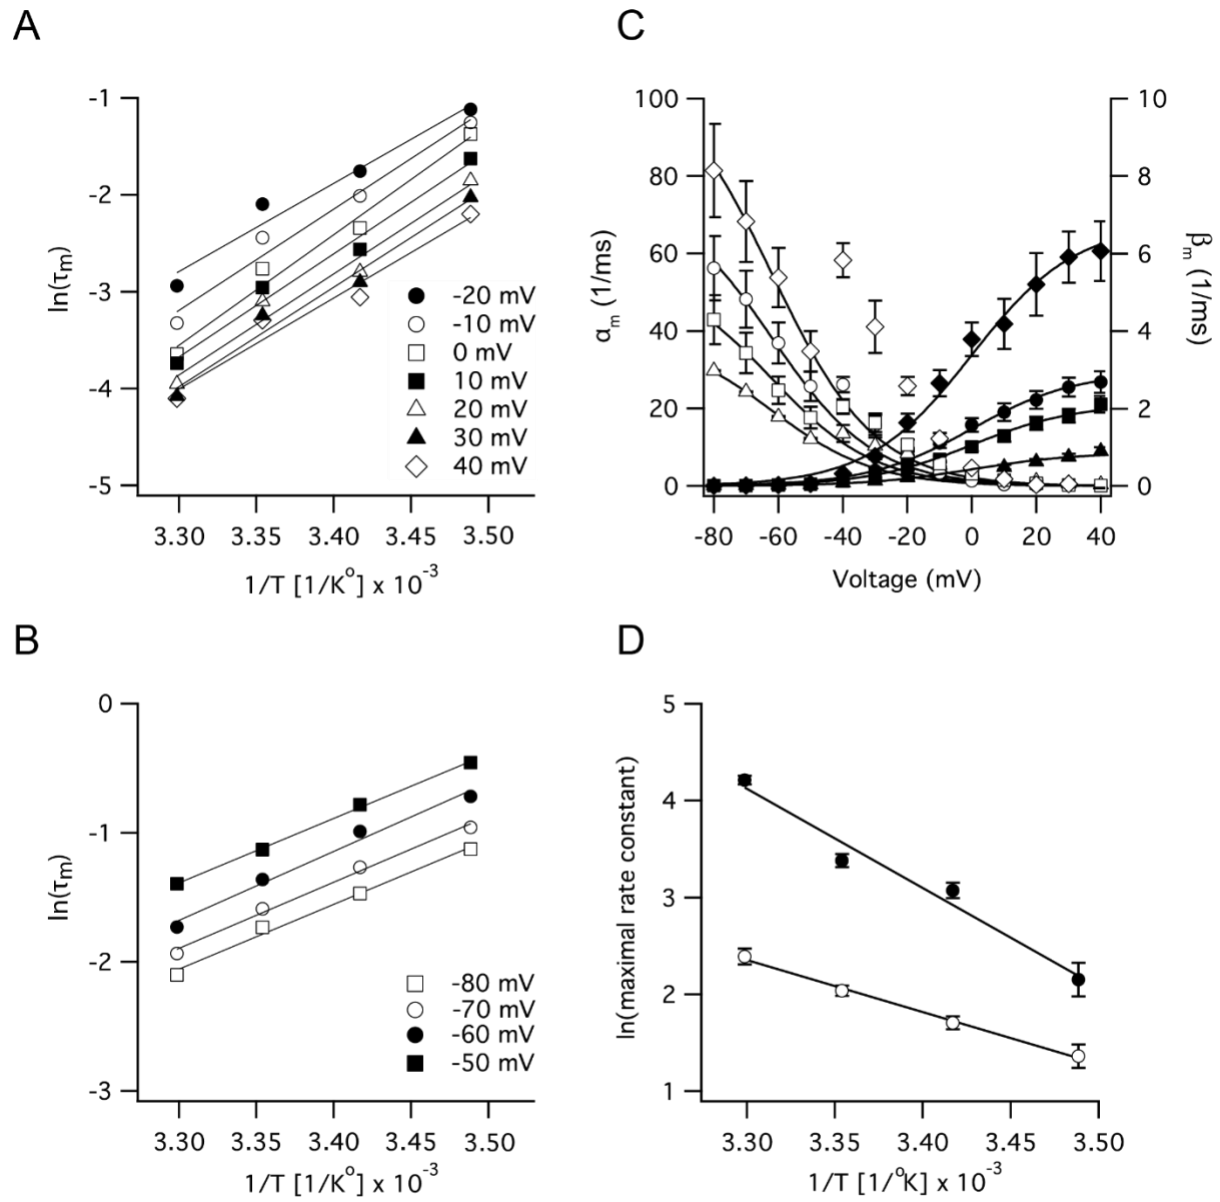 A
-1
-2
-3
-4
-5
ln(τm)
-20 mV
-10 mV
0 mV
10 mV
20 mV
30 mV
40 mV
3.30 3.35 3.40 3.45 3.50
1/T [1/K°] x 10⁻³
C
100
80
60
40
20
0
αm (1/ms)
10
8
6
4
2
0
βm (1/ms)
-80 -60 -40 -20 0 20 40
Voltage (mV)
B
0
-1
-2
-3
ln(τm)
-80 mV
-70 mV
-60 mV
-50 mV
3.30 3.35 3.40 3.45 3.50
1/T [1/K°] x 10⁻³
D
5
4
3
2
1
ln(maximal rate constant)
3.30 3.35 3.40 3.45 3.50
1/T [1/°K] x 10⁻³